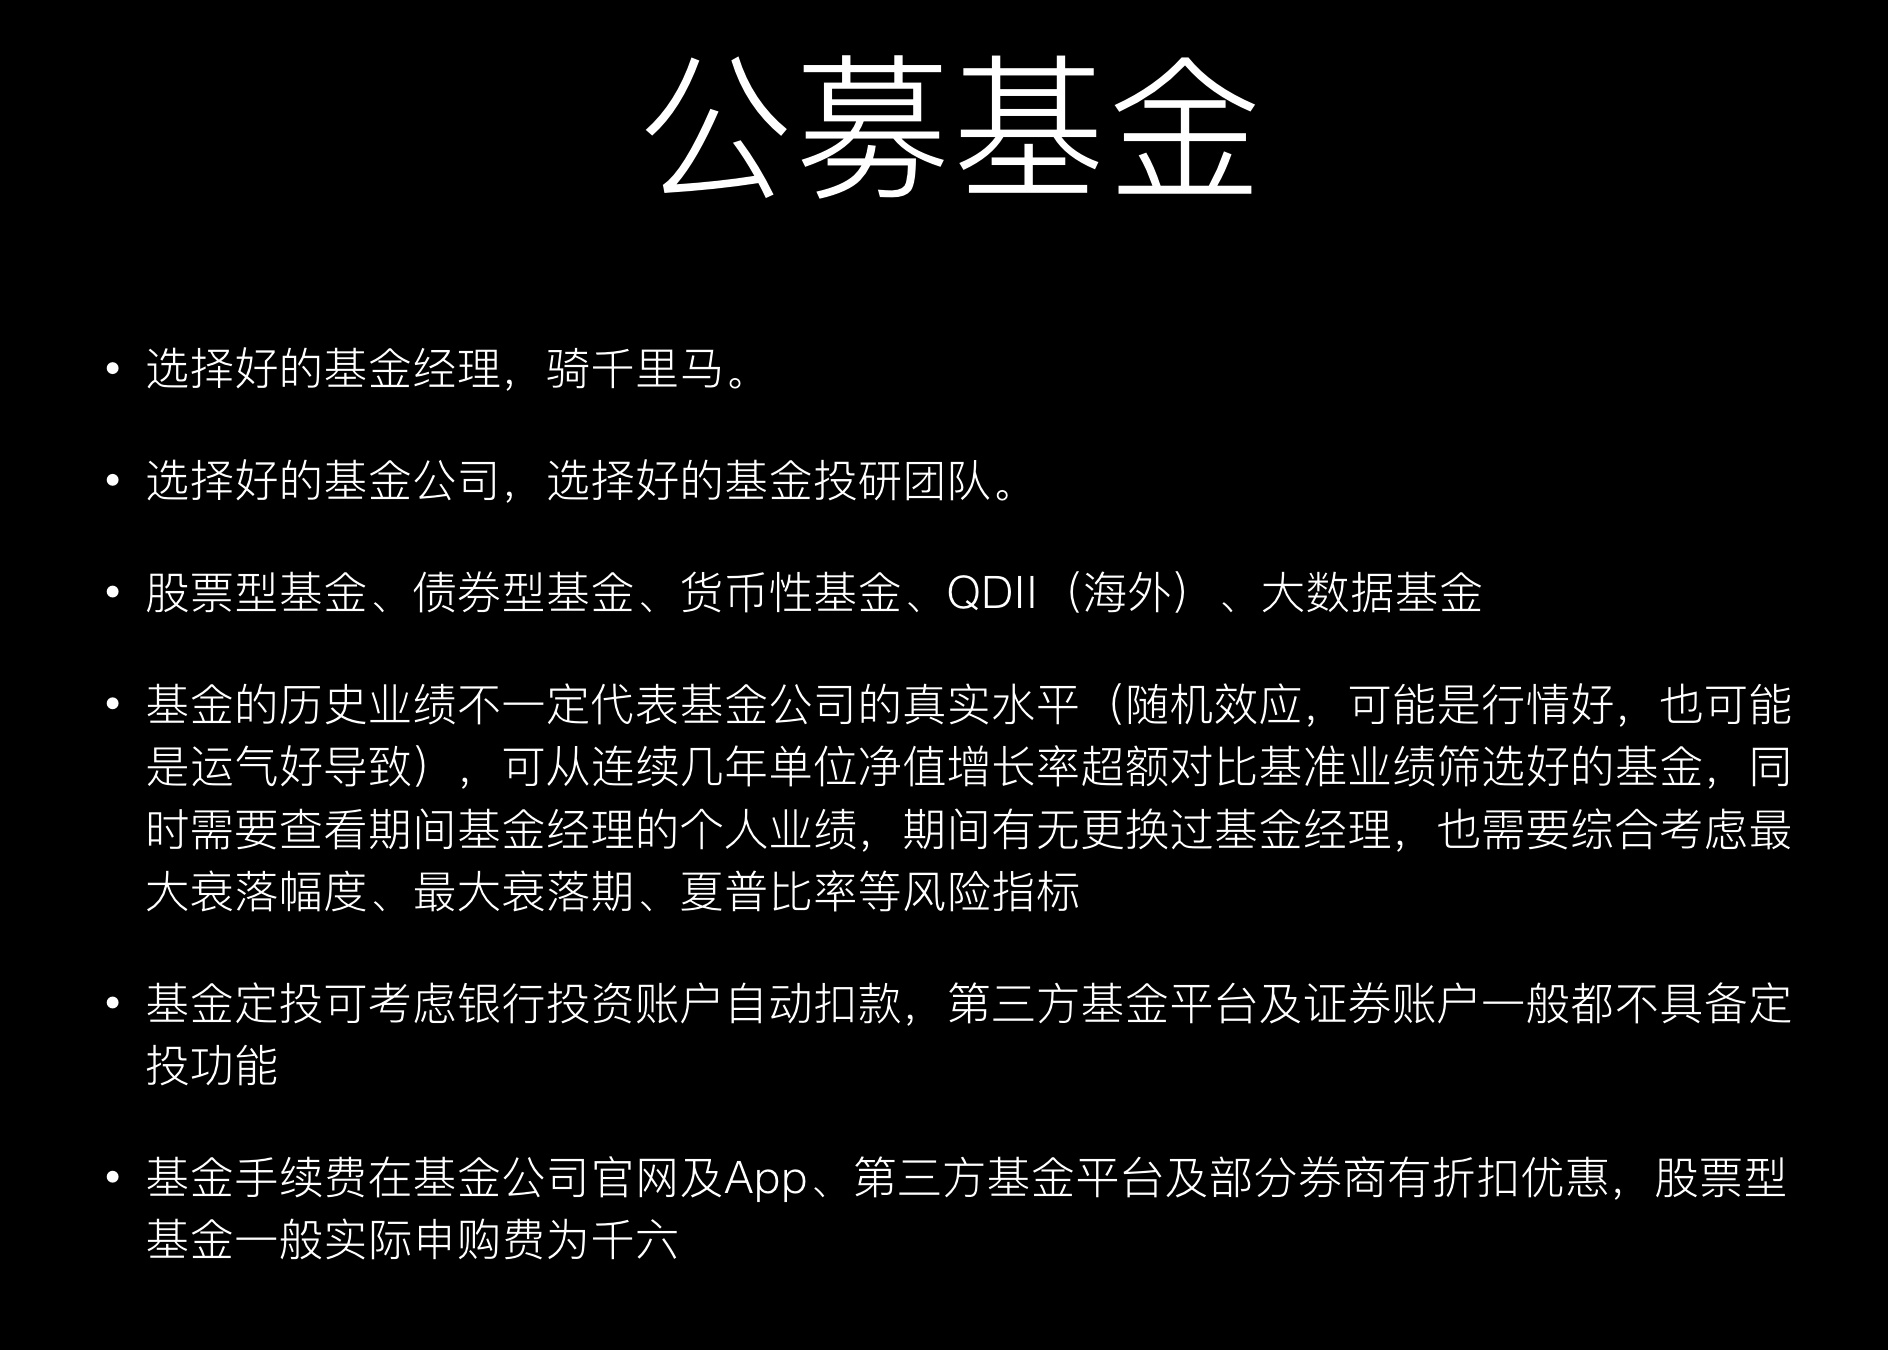 公募基金
• 选择好的基金经理，骑千里马。
• 选择好的基金公司，选择好的基金投研团队。
• 股票型基金、债券型基金、货币性基金、QDII（海外）、大数据基金
• 基金的历史业绩不一定代表基金公司的真实水平（随机效应，可能是行情好，也可能
是运气好导致），可从连续几年单位净值增长率超额对比基准业绩筛选好的基金，同
时需要查看期间基金经理的个人业绩，期间有无更换过基金经理，也需要综合考虑最
大衰落幅度、最大衰落期、夏普比率等风险指标
• 基金定投可考虑银行投资账户自动扣款，第三方基金平台及证券账户一般都不具备定
投功能
• 基金手续费在基金公司官网及App、第三方基金平台及部分券商有折扣优惠，股票型
基金一般实际申购费为千六